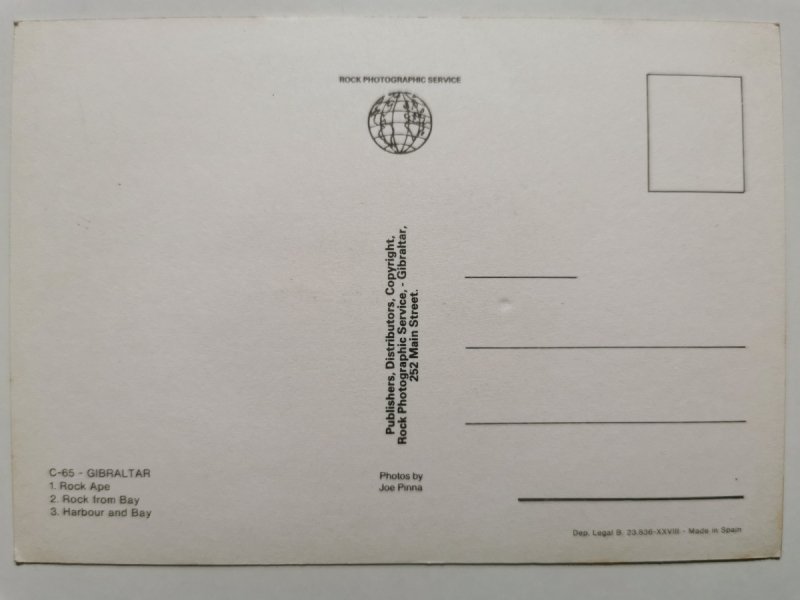 ROCK PHOTOGRAPHIC SERVICE
Publishers, Distributors, Copyright,
Rock Photographic Service, - Gibraltar,
252 Main Street.
C-65 - GIBRALTAR
1. Rock Ape
2. Rock from Bay
3. Harbour and Bay
Photos by
Joe Pinna
Dep. Legal B. 23.936-XXVIII - Made in Spain